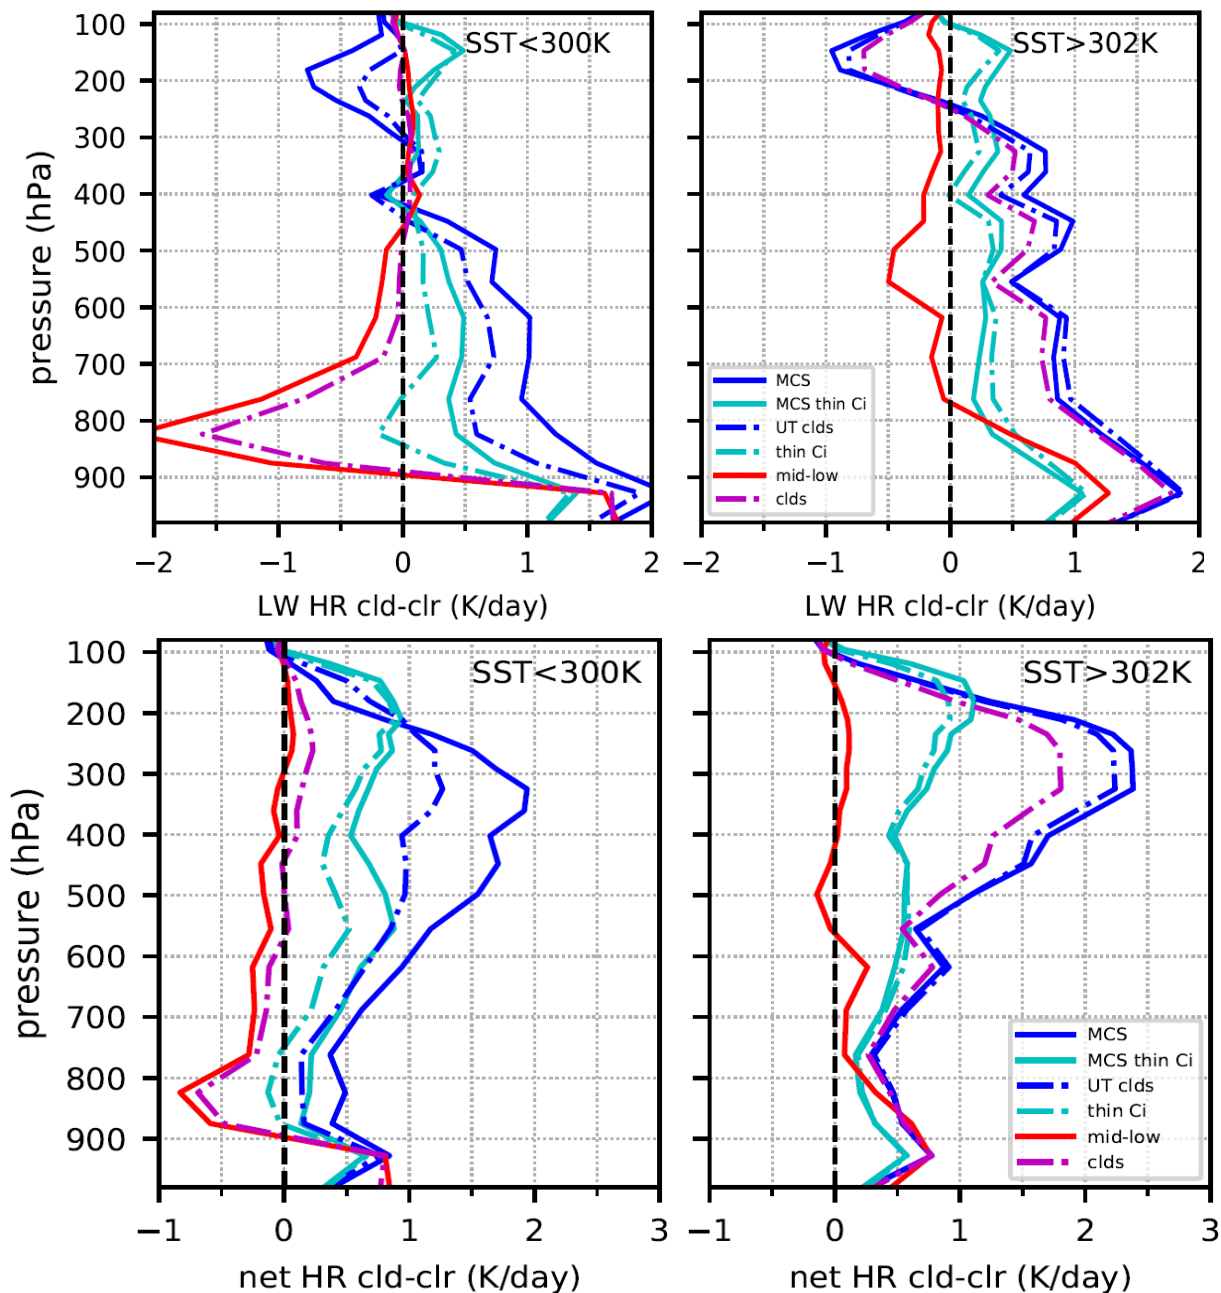 SST<300K
100
200
300
400
500
600
700
800
900
pressure (hPa)
−2
−1
0
1
2
LW HR cld-clr (K/day)
SST>302K
MCS
MCS thin Ci
UT clds
thin Ci
mid-low
clds
−2
−1
0
1
2
LW HR cld-clr (K/day)
SST<300K
100
200
300
400
500
600
700
800
900
pressure (hPa)
−1
0
1
2
3
net HR cld-clr (K/day)
SST>302K
MCS
MCS thin Ci
UT clds
thin Ci
mid-low
clds
−1
0
1
2
3
net HR cld-clr (K/day)